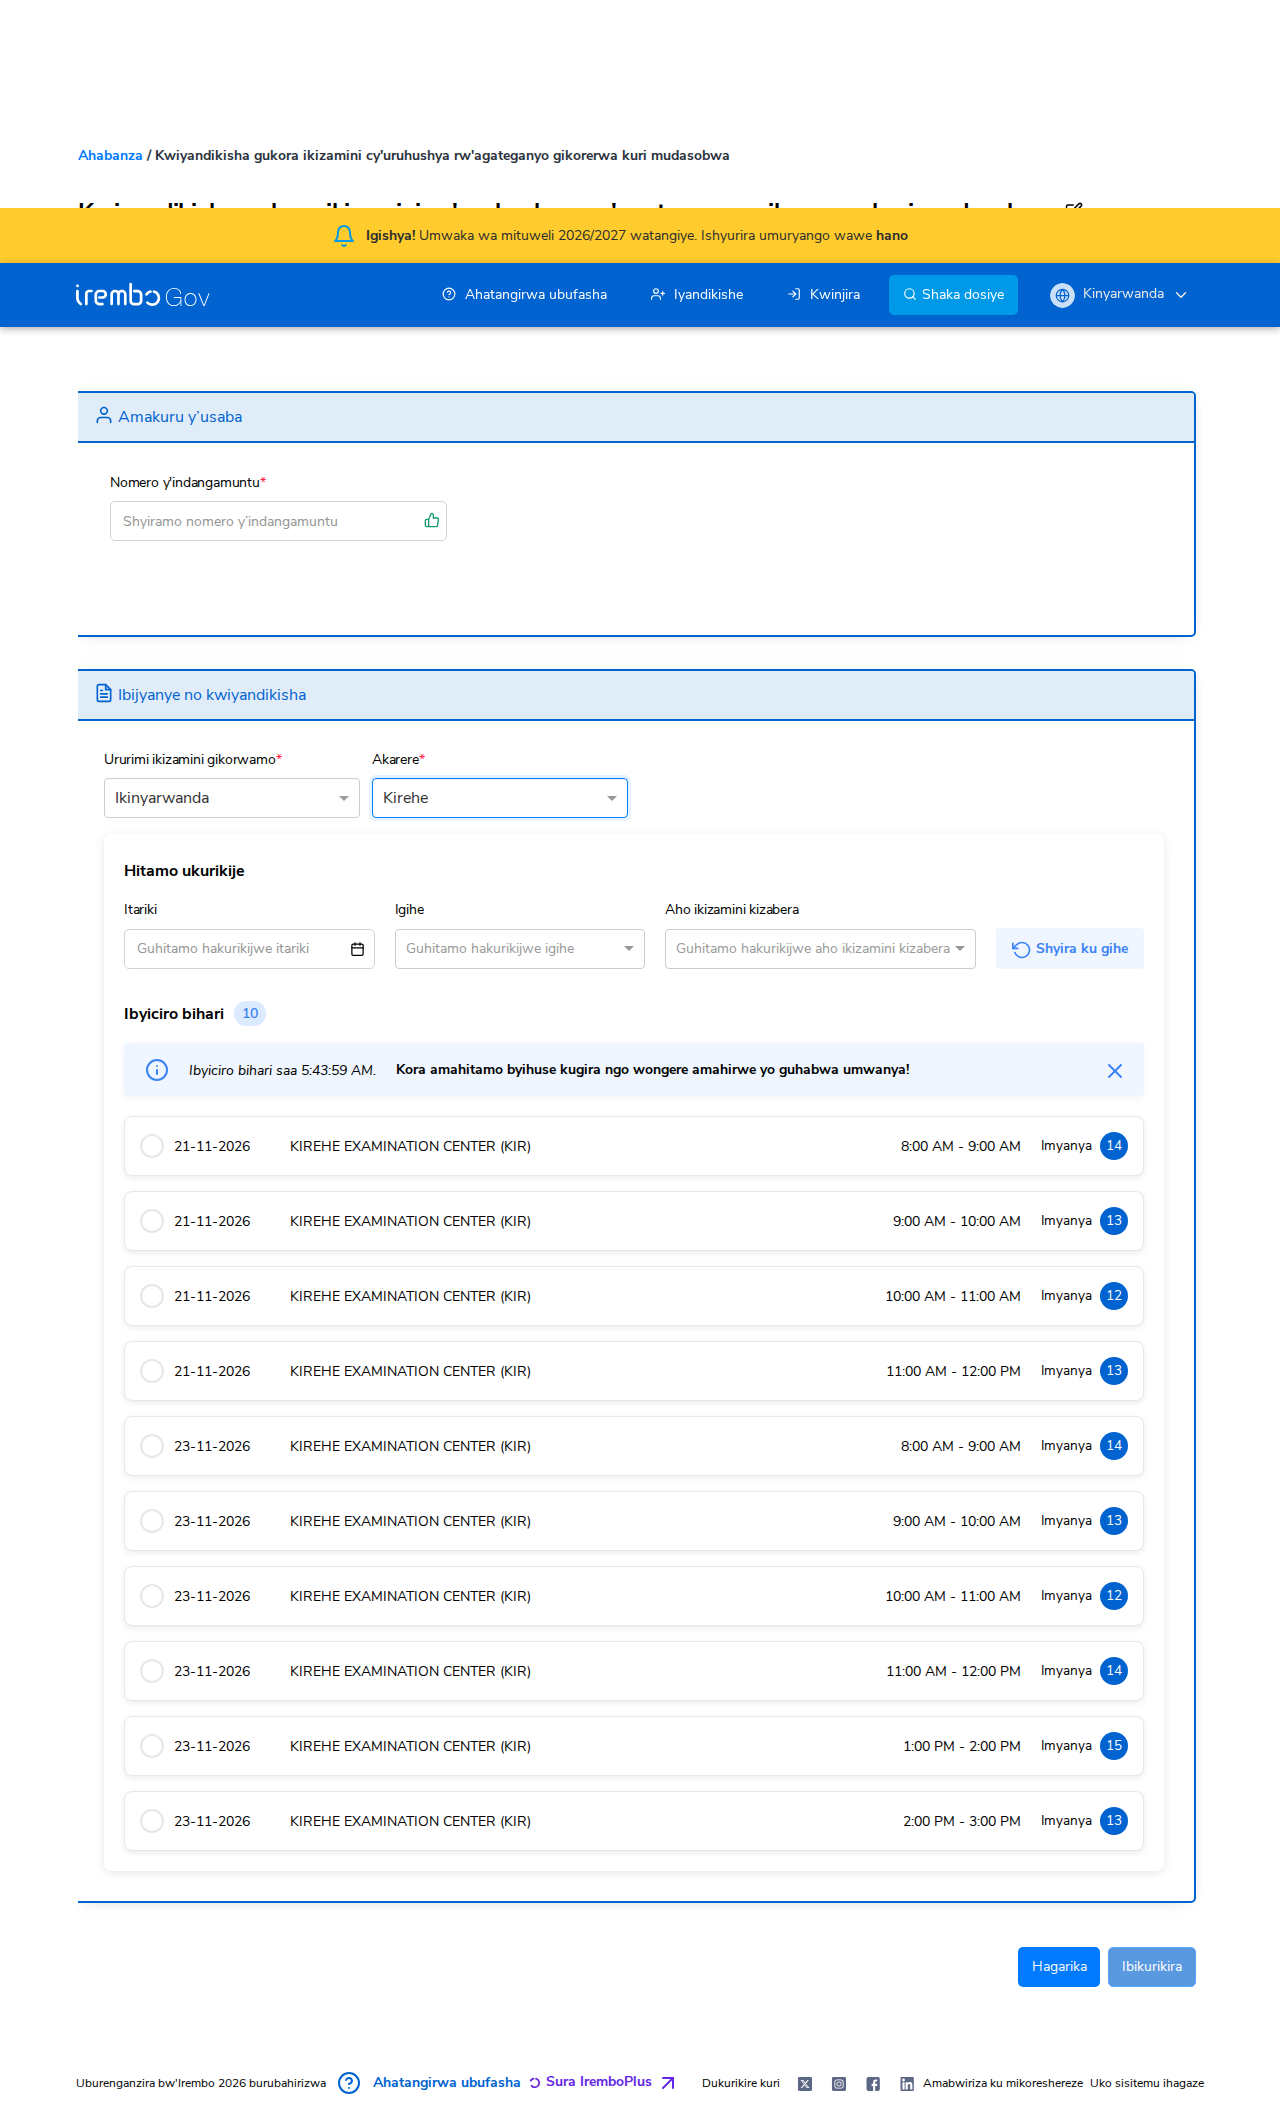 Ahabanza / Kwiyandikisha gukora ikizamini cy'uruhushya rw'agateganyo gikorerwa kuri mudasobwa
Igishya! Umwaka wa mituweli 2026/2027 watangiye. Ishyurira umuryango wawe hano
irembo Gov
Ahatangirwa ubufasha
Iyandikishe
Kwinjira
Shaka dosiye
Kinyarwanda
Amakuru y’usaba
Nomero y'indangamuntu*
Shyiramo nomero y’indangamuntu
Ibijyanye no kwiyandikisha
Ururimi ikizamini gikorwamo* Akarere*
Ikinyarwanda Kirehe
Hitamo ukurikije
Itariki Igihe Aho ikizamini kizabera
Guhitamo hakurikijwe itariki Guhitamo hakurikijwe igihe Guhitamo hakurikijwe aho ikizamini kizabera Shyira ku gihe
Ibyiciro bihari 10
Ibyiciro bihari saa 5:43:59 AM. Kora amahitamo byihuse kugira ngo wongere amahirwe yo guhabwa umwanya!
21-11-2026 KIREHE EXAMINATION CENTER (KIR) 8:00 AM - 9:00 AM Imyanya 14
21-11-2026 KIREHE EXAMINATION CENTER (KIR) 9:00 AM - 10:00 AM Imyanya 13
21-11-2026 KIREHE EXAMINATION CENTER (KIR) 10:00 AM - 11:00 AM Imyanya 12
21-11-2026 KIREHE EXAMINATION CENTER (KIR) 11:00 AM - 12:00 PM Imyanya 13
23-11-2026 KIREHE EXAMINATION CENTER (KIR) 8:00 AM - 9:00 AM Imyanya 14
23-11-2026 KIREHE EXAMINATION CENTER (KIR) 9:00 AM - 10:00 AM Imyanya 13
23-11-2026 KIREHE EXAMINATION CENTER (KIR) 10:00 AM - 11:00 AM Imyanya 12
23-11-2026 KIREHE EXAMINATION CENTER (KIR) 11:00 AM - 12:00 PM Imyanya 14
23-11-2026 KIREHE EXAMINATION CENTER (KIR) 1:00 PM - 2:00 PM Imyanya 15
23-11-2026 KIREHE EXAMINATION CENTER (KIR) 2:00 PM - 3:00 PM Imyanya 13
Hagarika Ibikurikira
Uburenganzira bw'Irembo 2026 burubahirizwa Ahatangirwa ubufasha Sura IremboPlus Dukurikire kuri Amabwiriza ku mikoreshereze Uko sisitemu ihagaze